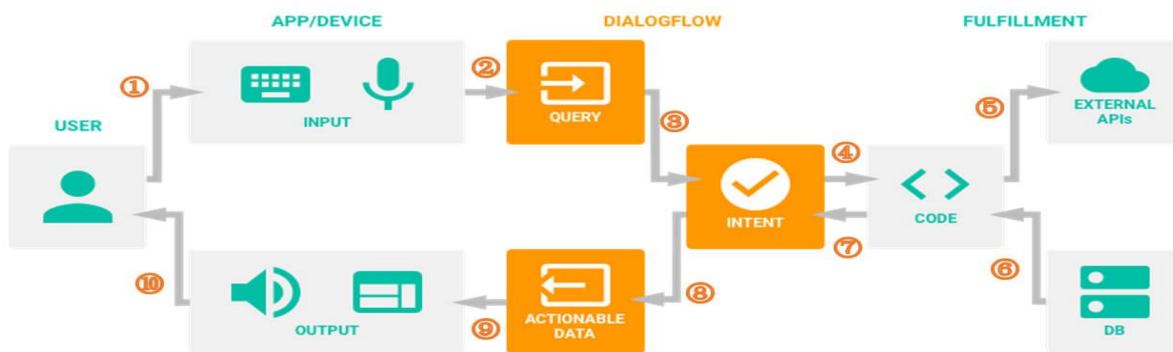 APP/DEVICE
DIALOGFLOW
FULFILLMENT
①
②
INPUT
QUERY
③
⑤
EXTERNAL
APIs
USER
④
INTENT
CODE
⑦
⑥
⑩
OUTPUT
⑨
ACTIONABLE
DATA
⑧
DB